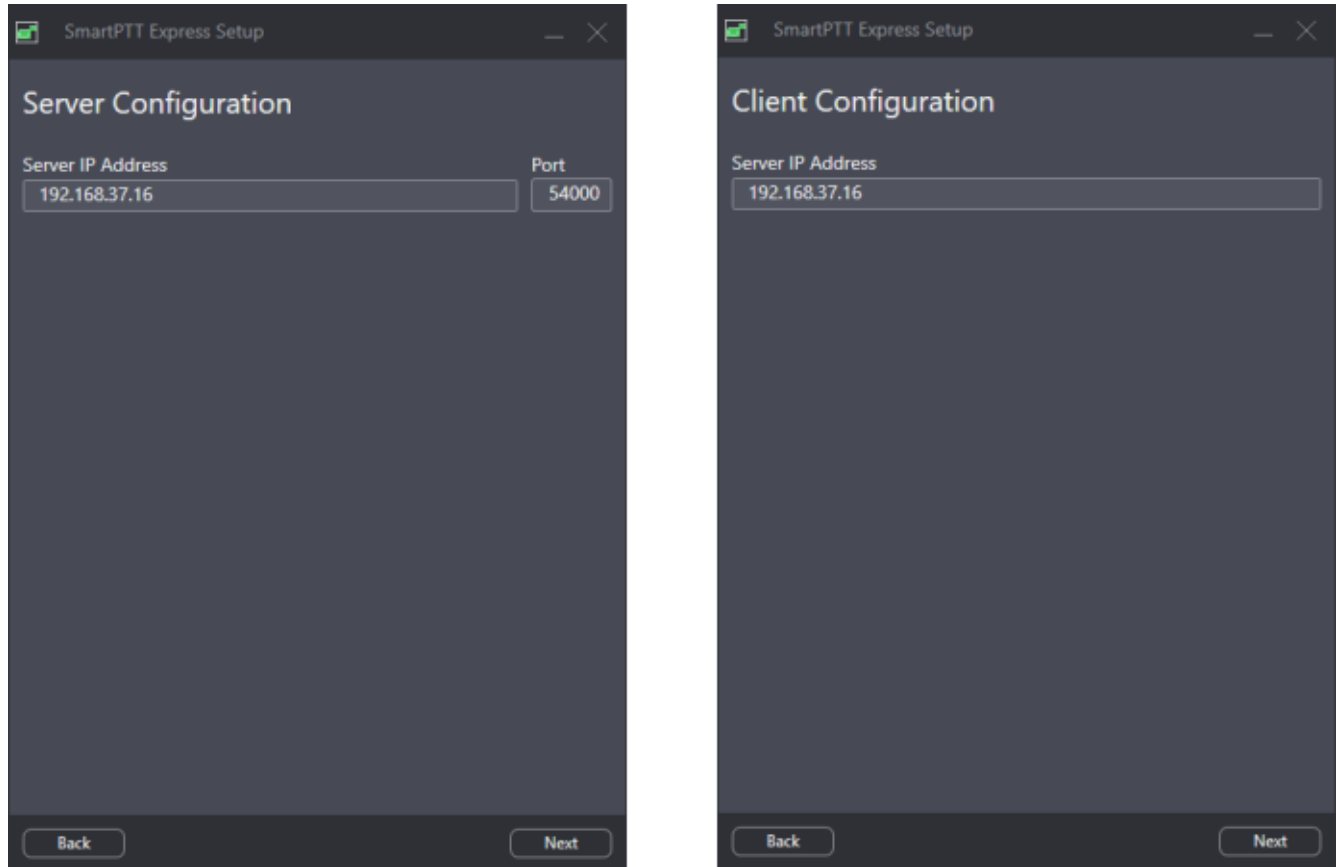 SmartPTT Express Setup
Server Configuration
Server IP Address Port
192.168.37.16 54000
Back Next
SmartPTT Express Setup
Client Configuration
Server IP Address
192.168.37.16
Back Next